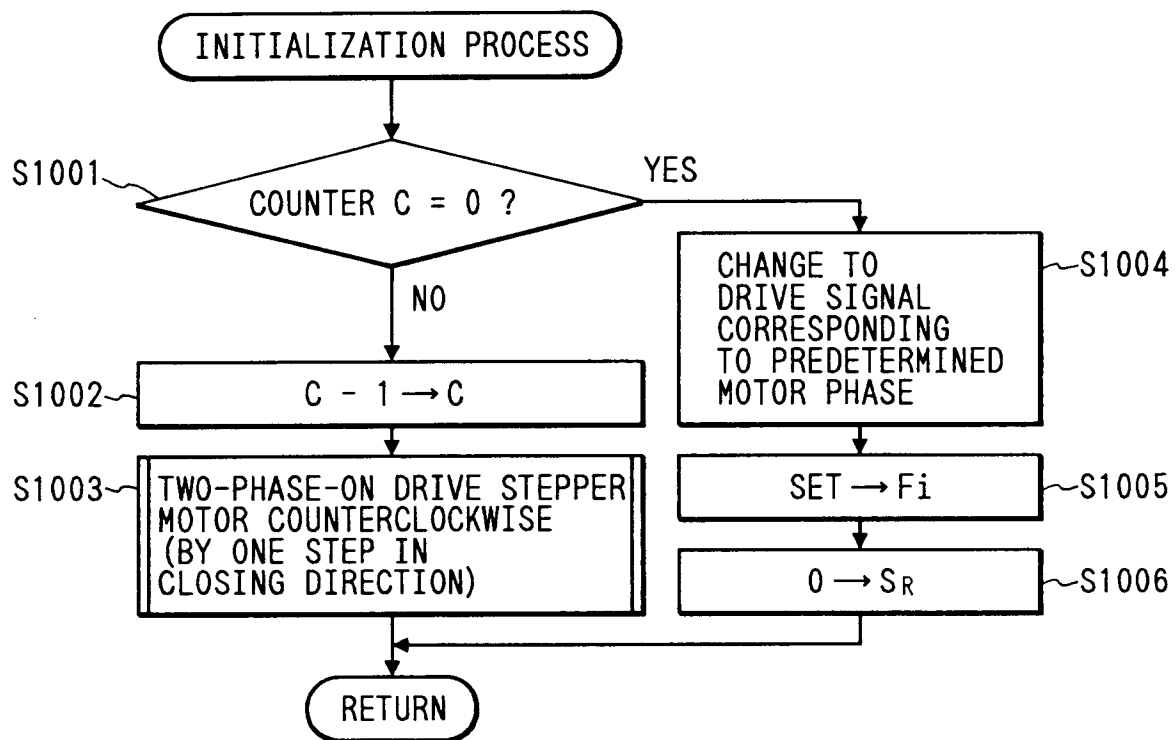 INITIALIZATION PROCESS
S1001
COUNTER C = 0 ?
YES
NO
CHANGE TO
DRIVE SIGNAL
CORRESPONDING
TO PREDETERMINED
MOTOR PHASE
S1004
S1002
C - 1 → C
S1003
TWO-PHASE-ON DRIVE STEPPER
MOTOR COUNTERCLOCKWISE
(BY ONE STEP IN
CLOSING DIRECTION)
SET → Fi
S1005
0 → SR
S1006
RETURN